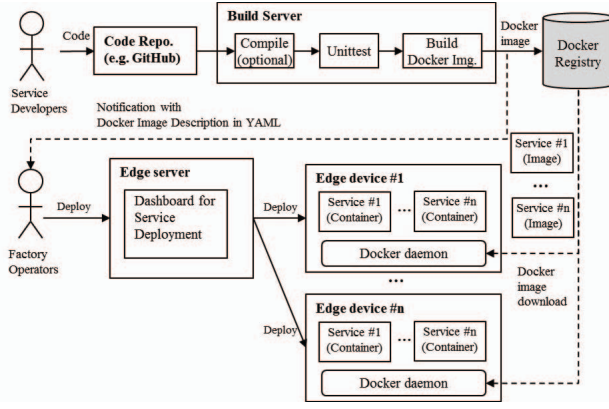 Build Server
Code
Code Repo.
(e.g. GitHub)
Compile
(optional)
Unittest
Build
Docker Img.
Docker
image
Docker
Registry
Service
Developers
Notification with
Docker Image Description in YAML
Service #1
(Image)
...
Service #n
(Image)
Edge server
Dashboard for
Service
Deployment
Deploy
Factory
Operators
Deploy
Edge device #1
Service #1
(Container)
...
Service #n
(Container)
Docker daemon
...
Docker
image
download
Deploy
Edge device #n
Service #1
(Container)
...
Service #n
(Container)
Docker daemon